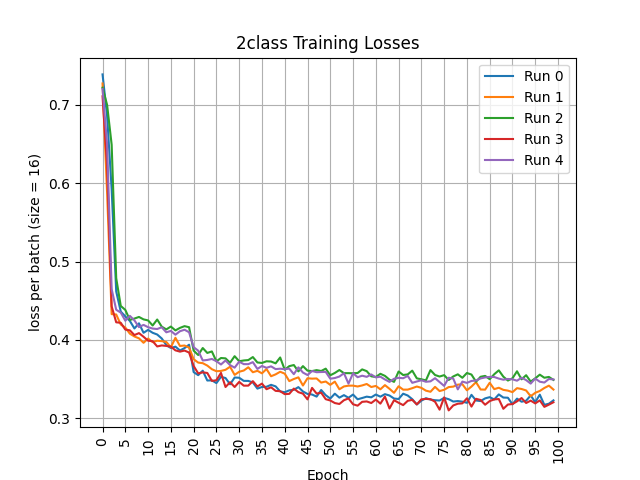 2class Training Losses
loss per batch (size = 16)
0.7
0.6
0.5
0.4
0.3
Run 0
Run 1
Run 2
Run 3
Run 4
0 5 10 15 20 25 30 35 40 45 50 55 60 65 70 75 80 85 90 95 100
Epoch